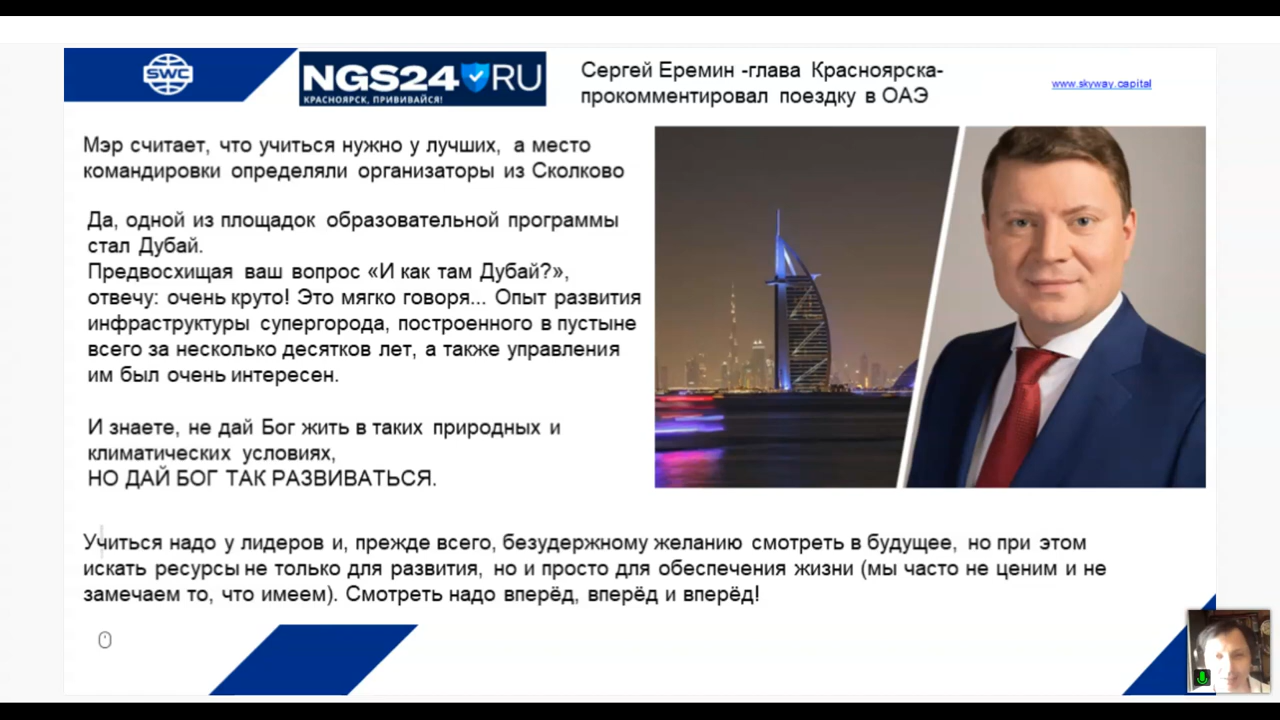 SWC
NGS24 RU
КРАСНОЯРСК, ПРИВИВАЙСЯ!
Сергей Еремин -глава Красноярска-
прокомментировал поездку в ОАЭ
www.skyway.capital
Мэр считает, что учиться нужно у лучших, а место
командировки определяли организаторы из Сколково
Да, одной из площадок образовательной программы
стал Дубай.
Предвосхищая ваш вопрос «И как там Дубай?»,
отвечу: очень круто! Это мягко говоря... Опыт развития
инфраструктуры супергорода, построенного в пустыне
всего за несколько десятков лет, а также управления
им был очень интересен.
И знаете, не дай Бог жить в таких природных и
климатических условиях,
НО ДАЙ БОГ ТАК РАЗВИВАТЬСЯ.
Учиться надо у лидеров и, прежде всего, безудержному желанию смотреть в будущее, но при этом
искать ресурсы не только для развития, но и просто для обеспечения жизни (мы часто не ценим и не
замечаем то, что имеем). Смотреть надо вперёд, вперёд и вперёд!